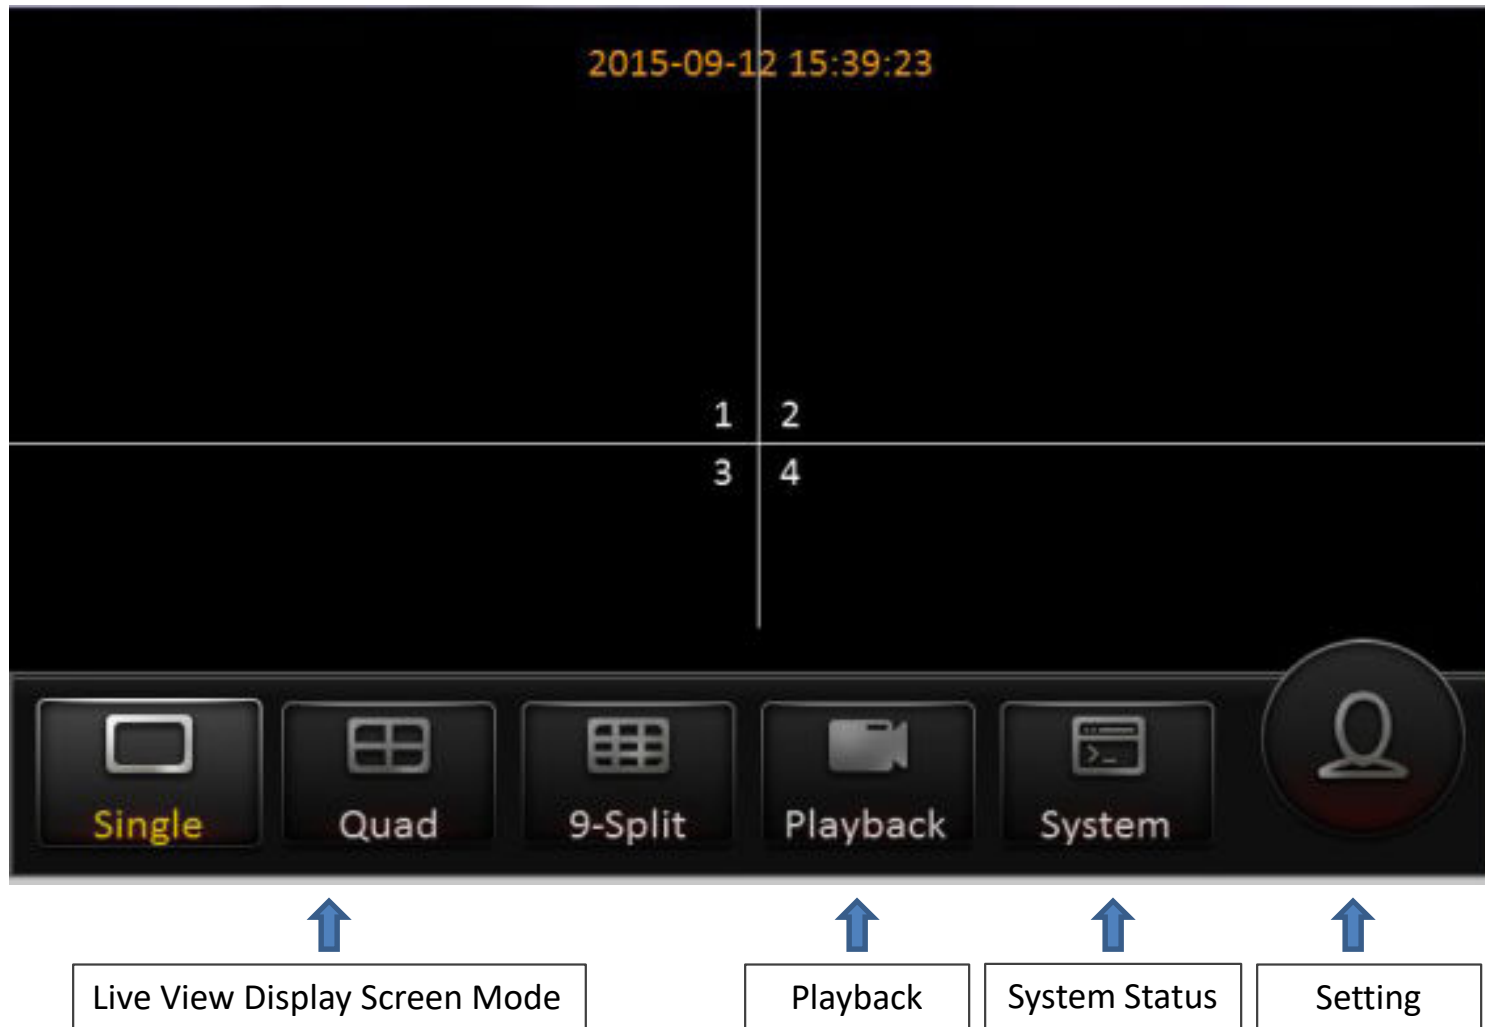 2015-09-12 15:39:23
1 2
3 4
Single Quad 9-Split Playback System
Live View Display Screen Mode Playback System Status Setting